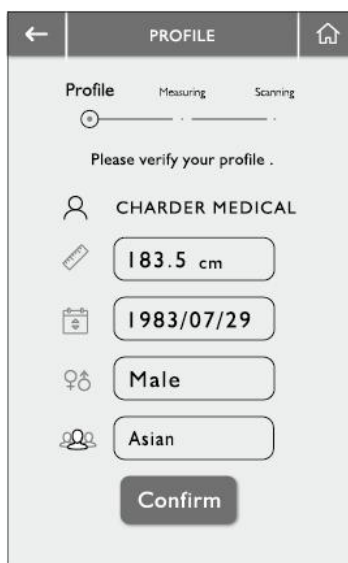 PROFILE
Profile Measuring Scanning
Please verify your profile .
CHARDER MEDICAL
183.5 cm
1983/07/29
Male
Asian
Confirm